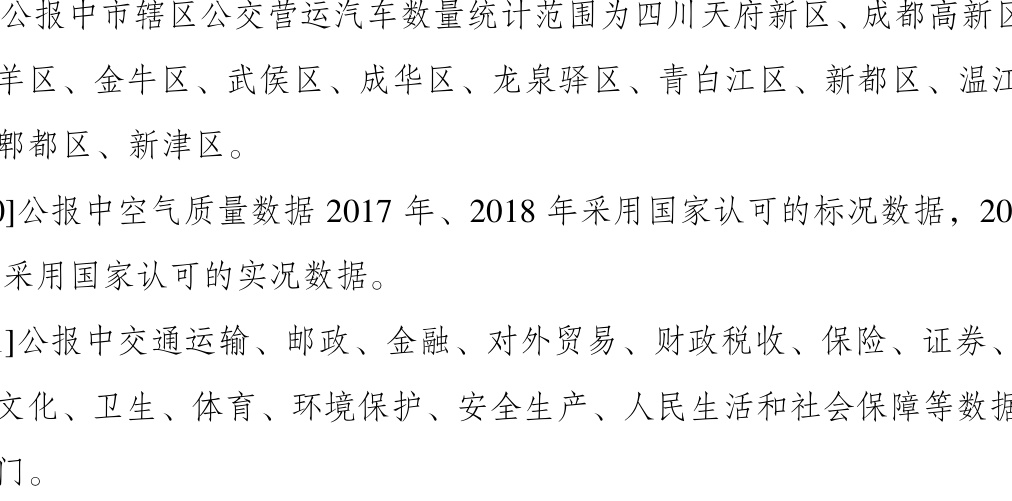 公报中市辖区公交营运汽车数量统计范围为四川天府新区、成都高新区
羊区、金牛区、武侯区、成华区、龙泉驿区、青白江区、新都区、温江
郫都区、新津区。
0]公报中空气质量数据 2017 年、2018 年采用国家认可的标况数据，20
采用国家认可的实况数据。
]公报中交通运输、邮政、金融、对外贸易、财政税收、保险、证券、
文化、卫生、体育、环境保护、安全生产、人民生活和社会保障等数据
门。